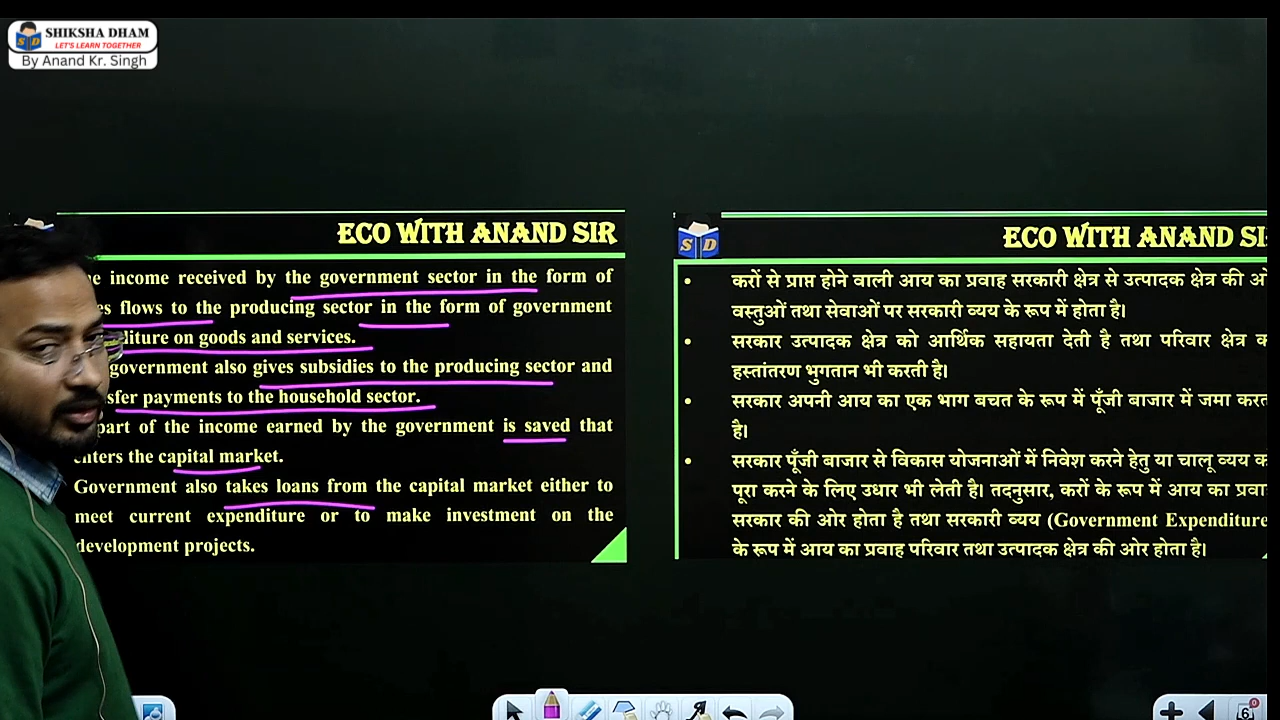 SHIKSHA DHAM
LET'S LEARN TOGETHER
By Anand Kr. Singh
ECO WITH ANAND SIR
income received by the government sector in the form of
flows to the producing sector in the form of government
on goods and services.
government also gives subsidies to the producing sector and
payments to the household sector.
part of the income earned by the government is saved that
enters the capital market.
Government also takes loans from the capital market either to
meet current expenditure or to make investment on the
development projects.
S D
ECO WITH ANAND
• करों से प्राप्त होने वाली आय का प्रवाह सरकारी क्षेत्र से उत्पादक क्षेत्र की
वस्तुओं तथा सेवाओं पर सरकारी व्यय के रूप में होता है।
• सरकार उत्पादक क्षेत्र को आर्थिक सहायता देती है तथा परिवार क्षेत्र
हस्तांतरण भुगतान भी करती है।
• सरकार अपनी आय का एक भाग बचत के रूप में पूँजी बाजार में जमा
है।
• सरकार पूँजी बाजार से विकास योजनाओं में निवेश करने हेतु या चालू व्यय
पूरा करने के लिए उधार भी लेती है। तदनुसार, करों के रूप में आय का
सरकार की ओर होता है तथा सरकारी व्यय (Government Expenditure
के रूप में आय का प्रवाह परिवार तथा उत्पादक क्षेत्र की ओर होता है।
6